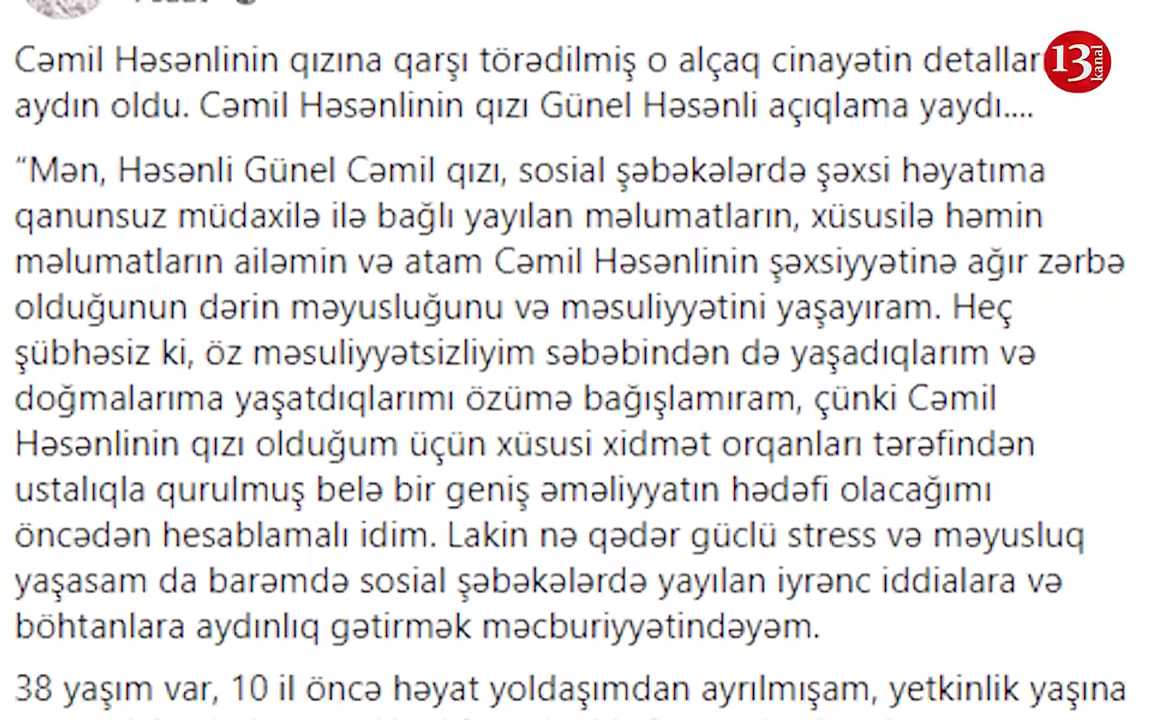 Cəmil Həsənlinin qızına qarşı törədilmiş o alçaq cinayətin detalları
aydın oldu. Cəmil Həsənlinin qızı Günel Həsənli açıqlama yaydı....
13 kanal
“Mən, Həsənli Günel Cəmil qızı, sosial şəbəkələrdə şəxsi həyatıma
qanunsuz müdaxilə ilə bağlı yayılan məlumatların, xüsusilə həmin
məlumatların ailəmin və atam Cəmil Həsənlinin şəxsiyyətinə ağır zərbə
olduğunun dərin məyusluğunu və məsuliyyətini yaşayıram. Heç
şübhəsiz ki, öz məsuliyyətsizliyim səbəbindən də yaşadıqlarım və
doğmalarıma yaşatdıqlarımı özümə bağışlamıram, çünki Cəmil
Həsənlinin qızı olduğum üçün xüsusi xidmət orqanları tərəfindən
ustalıqla qurulmuş belə bir geniş əməliyyatın hədəfi olacağımı
öncədən hesablamalı idim. Lakin nə qədər güclü stress və məyusluq
yaşasam da barəmdə sosial şəbəkələrdə yayılan iyrənc iddialara və
böhtanlara aydınlıq gətirmək məcburiyyətindəyəm.
38 yaşım var, 10 il öncə həyat yoldaşımdan ayrılmışam, yetkinlik yaşına